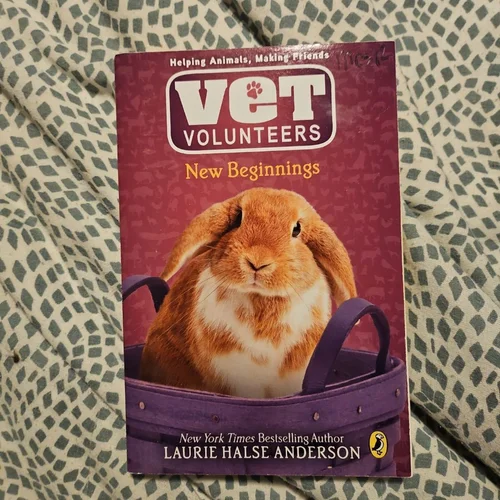 Helping Animals, Making Friends
VET
VOLUNTEERS
New Beginnings
New York Times Bestselling Author
LAURIE HALSE ANDERSON